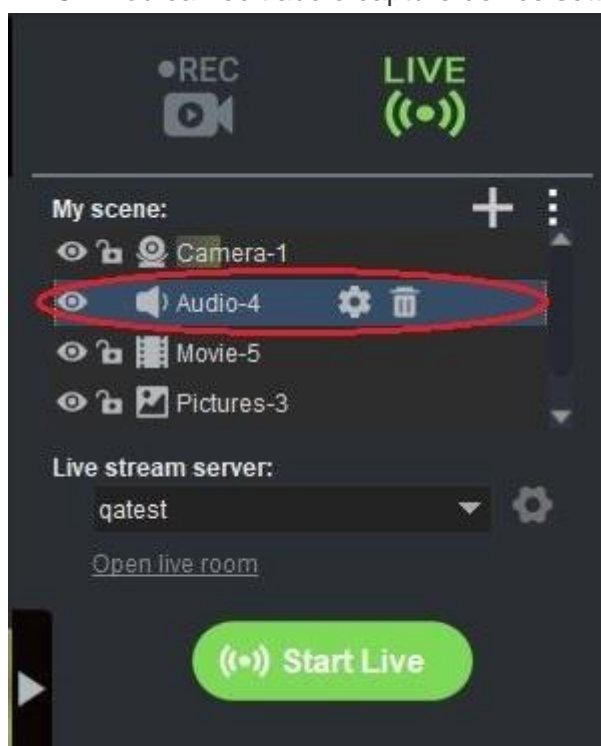 REC
LIVE
My scene:
Camera-1
Audio-4
Movie-5
Pictures-3
Live stream server:
qatest
Open live room
Start Live